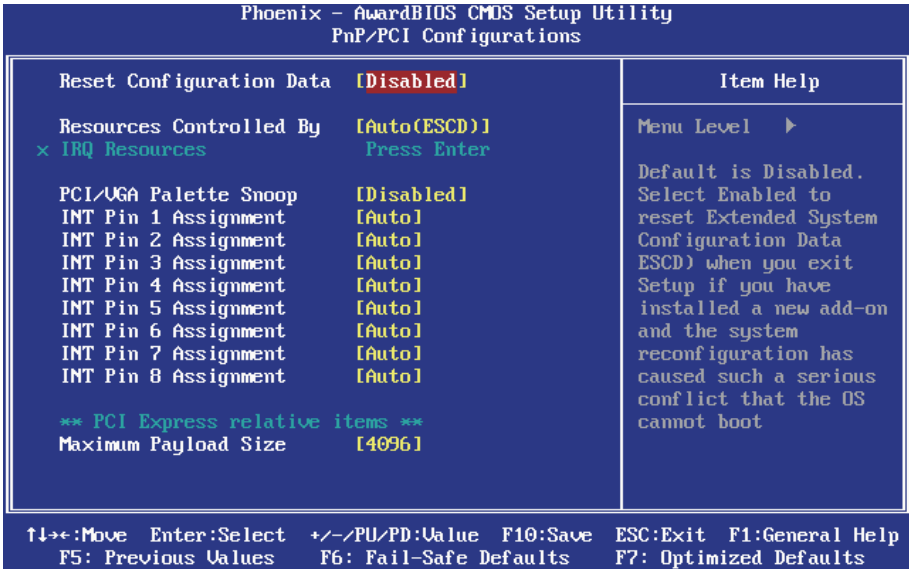 Phoenix - AwardBIOS CMOS Setup Utility
PnP/PCI Configurations
Reset Configuration Data [Disabled]
Resources Controlled By [Auto(ESCD)]
x IRQ Resources Press Enter
PCI/VGA Palette Snoop [Disabled]
INT Pin 1 Assignment [Auto]
INT Pin 2 Assignment [Auto]
INT Pin 3 Assignment [Auto]
INT Pin 4 Assignment [Auto]
INT Pin 5 Assignment [Auto]
INT Pin 6 Assignment [Auto]
INT Pin 7 Assignment [Auto]
INT Pin 8 Assignment [Auto]
** PCI Express relative items **
Maximum Payload Size [4096]
Item Help
Menu Level ▶
Default is Disabled.
Select Enabled to
reset Extended System
Configuration Data
ESCD) when you exit
Setup if you have
installed a new add-on
and the system
reconfiguration has
caused such a serious
conflict that the OS
cannot boot
↑↓→←:Move Enter:Select +/-/PU/PD:Value F10:Save ESC:Exit F1:General Help
F5: Previous Values F6: Fail-Safe Defaults F7: Optimized Defaults